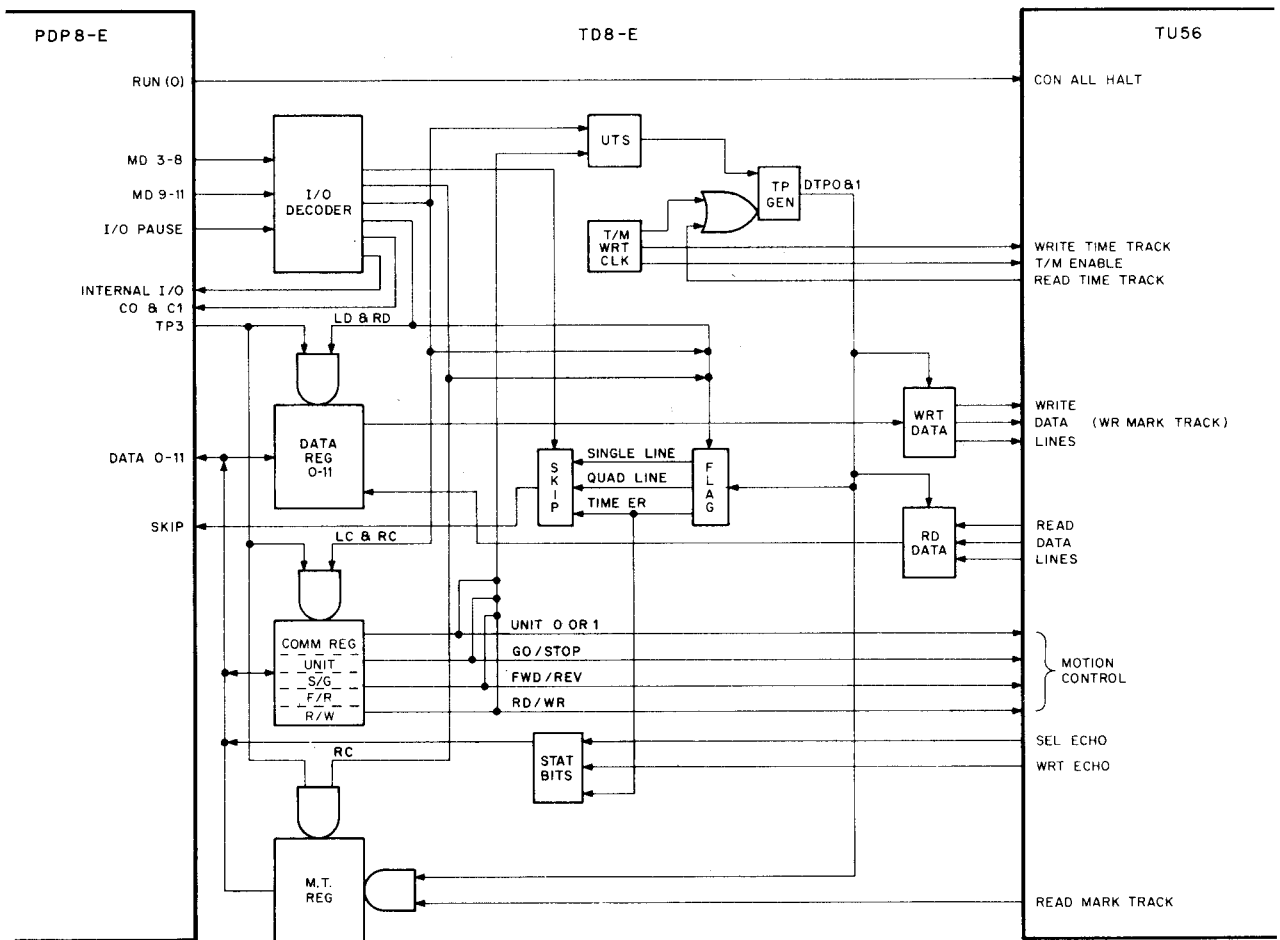 PDP8-E
TD8-E
TU56
RUN (0)
CON ALL HALT
UTS
MD 3-8
MD 9-11
I/O PAUSE
I/O
DECODER
TP
GEN
DTP0&1
T/M
WRT
CLK
WRITE TIME TRACK
T/M ENABLE
READ TIME TRACK
INTERNAL I/O
C0 & C1
TP3
LD & RD
DATA
REG
0-11
DATA 0-11
SKIP
SKIP
SINGLE LINE
QUAD LINE
TIME ER
FLAG
WRT
DATA
WRITE
DATA (WR MARK TRACK)
LINES
RD
DATA
READ
DATA
LINES
LC & RC
COMM REG
UNIT
S/G
F/R
R/W
UNIT 0 OR 1
GO/STOP
FWD/REV
RD/WR
MOTION
CONTROL
RC
STAT
BITS
SEL ECHO
WRT ECHO
M.T.
REG
READ MARK TRACK